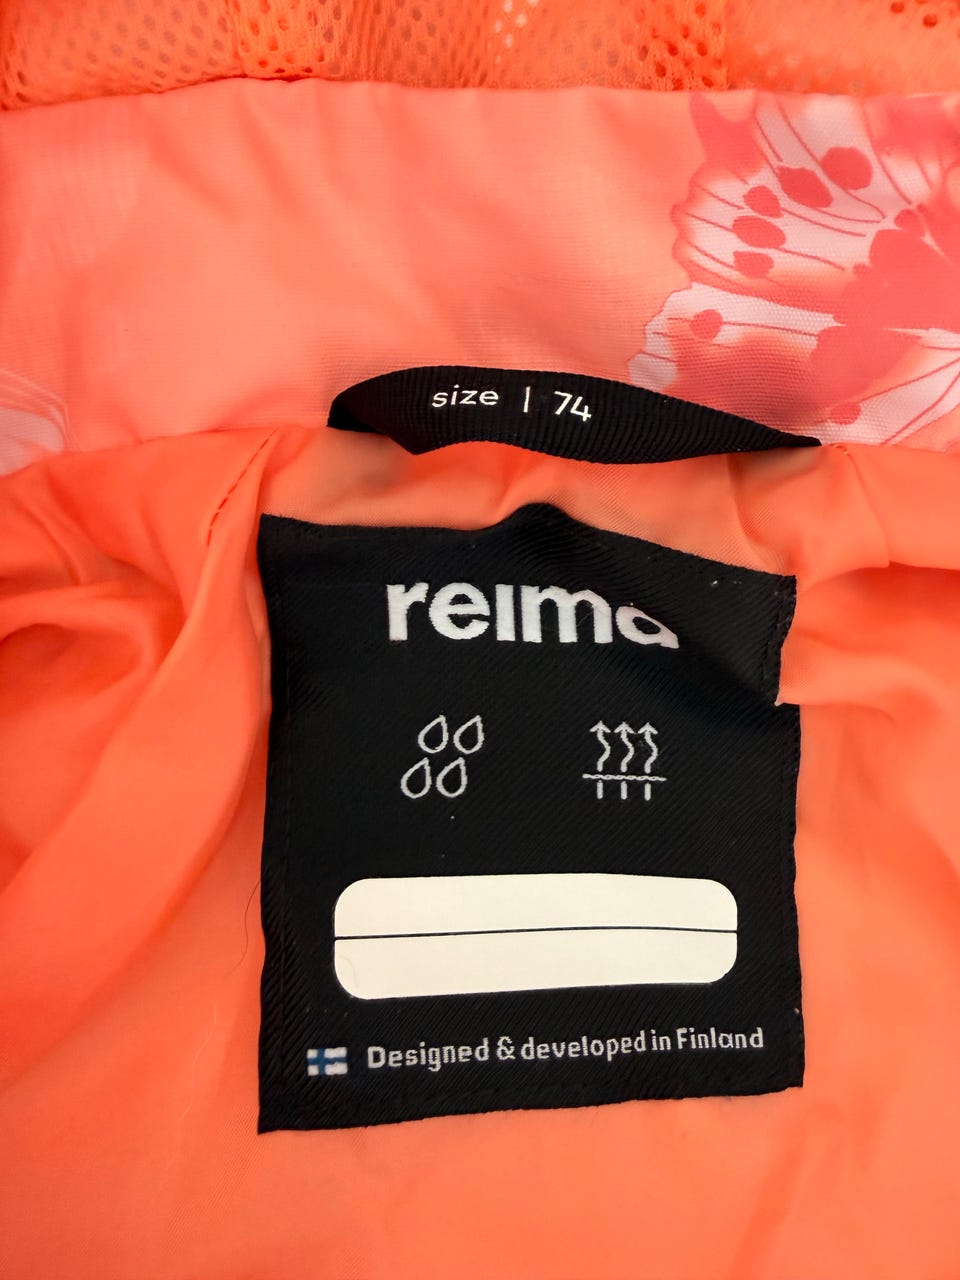 size | 74
reima
Designed & developed in Finland